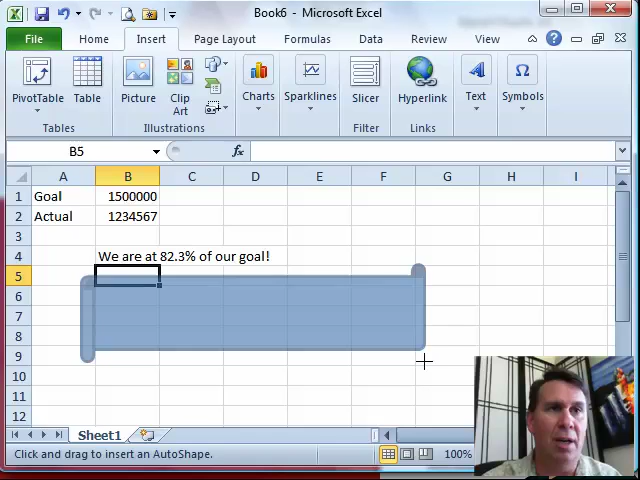 Book6 - Microsoft Excel
File Home Insert Page Layout Formulas Data Review View
PivotTable Table Picture Clip Art Charts Sparklines Slicer Hyperlink Text Symbols
Tables Illustrations Filter Links
B5 fx
A B C D E F G H I
1 Goal 1500000
2 Actual 1234567
3
4 We are at 82.3% of our goal!
5
6
7
8
9
10
11
12
Sheet1 100%
Click and drag to insert an AutoShape.